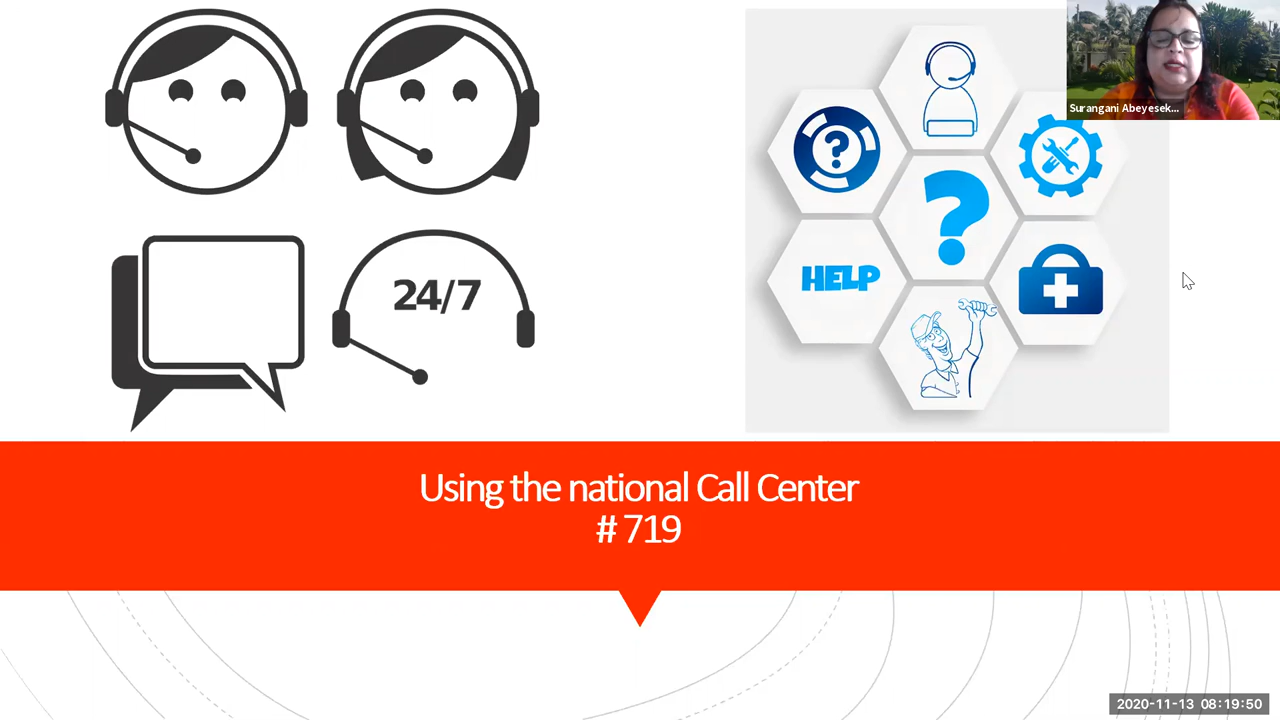 24/7
?
?
HELP
Surangani Abeyesek...
Using the national Call Center
# 719
2020-11-13 08:19:50